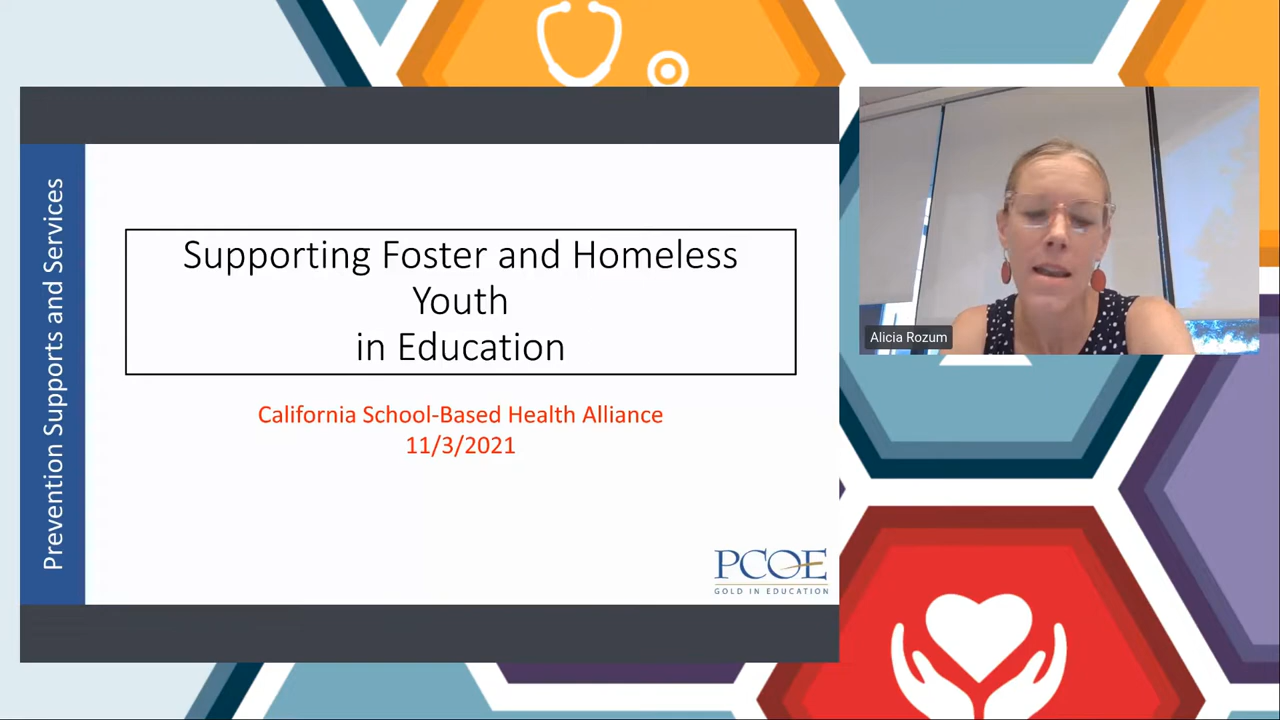 Prevention Supports and Services
Supporting Foster and Homeless
Youth
in Education
California School-Based Health Alliance
11/3/2021
PCOE
GOLD IN EDUCATION
Alicia Rozum